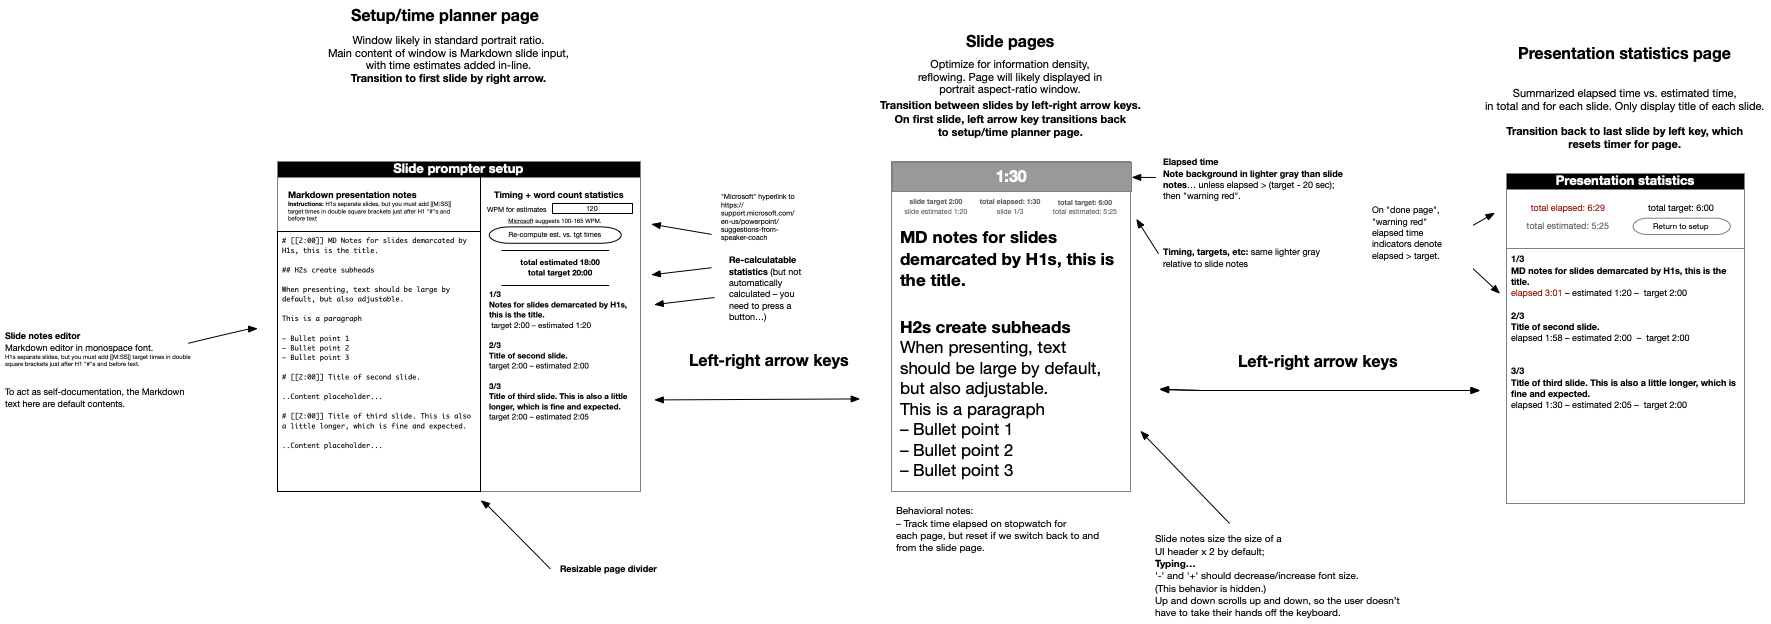 Setup/time planner page
Window likely in standard portrait ratio.
Main content of window is Markdown slide input,
with time estimates added in-line.
Transition to first slide by right arrow.
Slide prompter setup
Markdown presentation notes
Instructions: H1s separate slides, but you must add [[M:SS]]
target times in double square brackets just after H1 "#"s and
before text
# [[2:00]] MD Notes for slides demarcated by
H1s, this is the title.
## H2s create subheads
When presenting, text should be large by
default, but also adjustable.
This is a paragraph
– Bullet point 1
– Bullet point 2
– Bullet point 3
# [[2:00]] Title of second slide.
..Content placeholder...
# [[2:00]] Title of third slide. This is also
a little longer, which is fine and expected.
..Content placeholder...
Timing + word count statistics
WPM for estimates 120
Microsoft suggests 100-165 WPM.
Re-compute est. vs. tgt times
total estimated 18:00
total target 20:00
1/3
Notes for slides demarcated by H1s,
this is the title.
target 2:00 – estimated 1:20
2/3
Title of second slide.
target 2:00 – estimated 2:00
3/3
Title of third slide. This is also a little
longer, which is fine and expected.
target 2:00 – estimated 2:05
Slide notes editor
Markdown editor in monospace font.
H1s separate slides, but you must add [[M:SS]] target times in double
square brackets just after H1 "#"s and before text.
To act as self-documentation, the Markdown
text here are default contents.
"Microsoft" hyperlink to
https://
support.microsoft.com/
en-us/powerpoint/
suggestions-from-
speaker-coach
Re-calculatable
statistics (but not
automatically
calculated – you
need to press a
button...)
Resizable page divider
Left-right arrow keys
Slide pages
Optimize for information density,
reflowing. Page will likely displayed in
portrait aspect-ratio window.
Transition between slides by left-right arrow keys.
On first slide, left arrow key transitions back
to setup/time planner page.
1:30
slide target 2:00 total elapsed: 1:30 total target: 6:00
slide estimated 1:20 slide 1/3 total estimated: 5:25
MD notes for slides
demarcated by H1s, this is
the title.
H2s create subheads
When presenting, text
should be large by default,
but also adjustable.
This is a paragraph
– Bullet point 1
– Bullet point 2
– Bullet point 3
Behavioral notes:
– Track time elapsed on stopwatch for
each page, but reset if we switch back to and
from the slide page.
Elapsed time
Note background in lighter gray than slide
notes... unless elapsed > (target - 20 sec);
then "warning red".
Timing, targets, etc: same lighter gray
relative to slide notes
Left-right arrow keys
Slide notes size the size of a
UI header x 2 by default;
Typing...
'-' and '+' should decrease/increase font size.
(This behavior is hidden.)
Up and down scrolls up and down, so the user doesn't
have to take their hands off the keyboard.
Presentation statistics page
Summarized elapsed time vs. estimated time,
in total and for each slide. Only display title of each slide.
Transition back to last slide by left key, which
resets timer for page.
On "done page",
"warning red"
elapsed time
indicators denote
elapsed > target.
Presentation statistics
total elapsed: 6:29 total target: 6:00
total estimated: 5:25 Return to setup
1/3
MD notes for slides demarcated by H1s, this is the
title.
elapsed 3:01 – estimated 1:20 – target 2:00
2/3
Title of second slide.
elapsed 1:58 – estimated 2:00 – target 2:00
3/3
Title of third slide. This is also a little longer, which is
fine and expected.
elapsed 1:30 – estimated 2:05 – target 2:00